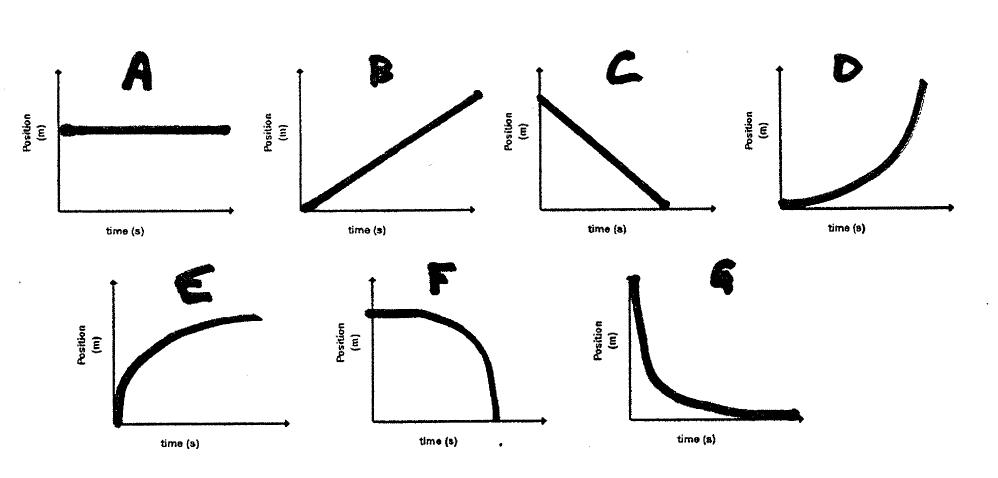 A
Position (m)
time (s)
B
Position (m)
time (s)
C
Position (m)
time (s)
D
Position (m)
time (s)
E
Position (m)
time (s)
F
Position (m)
time (s)
G
Position (m)
time (s)